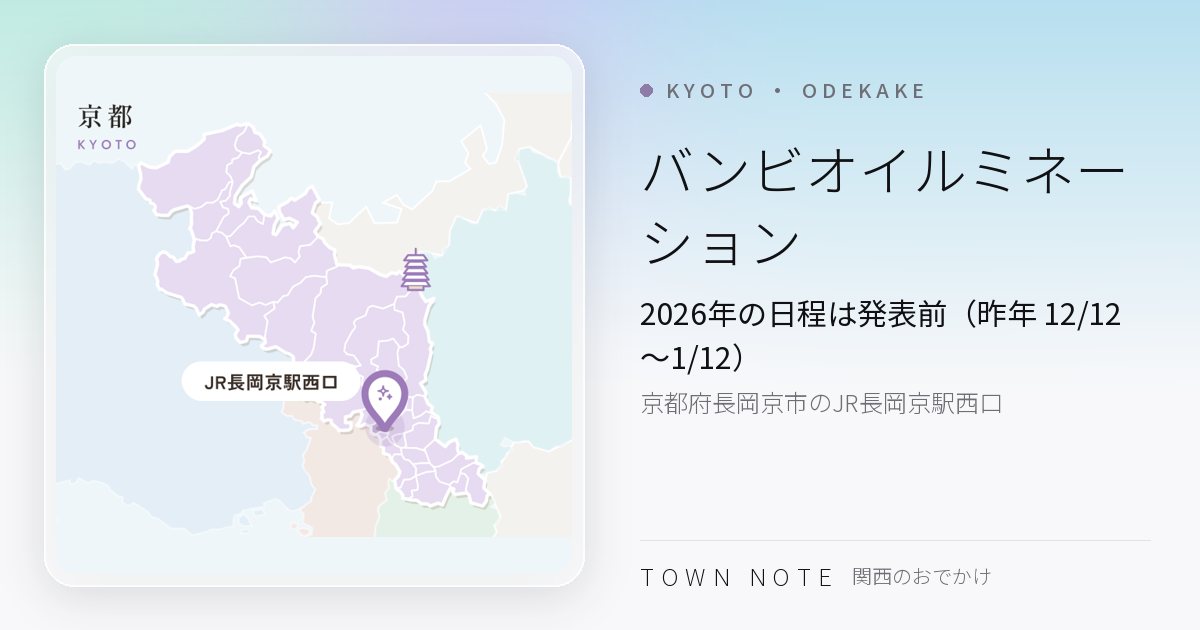 京都
KYOTO
JR長岡京駅西口
KYOTO • ODEKAKE
バンビオイルミネー
ション
2026年の日程は発表前（昨年 12/12
〜1/12）
京都府長岡京市のJR長岡京駅西口
TOWN NOTE 関西のおでかけ